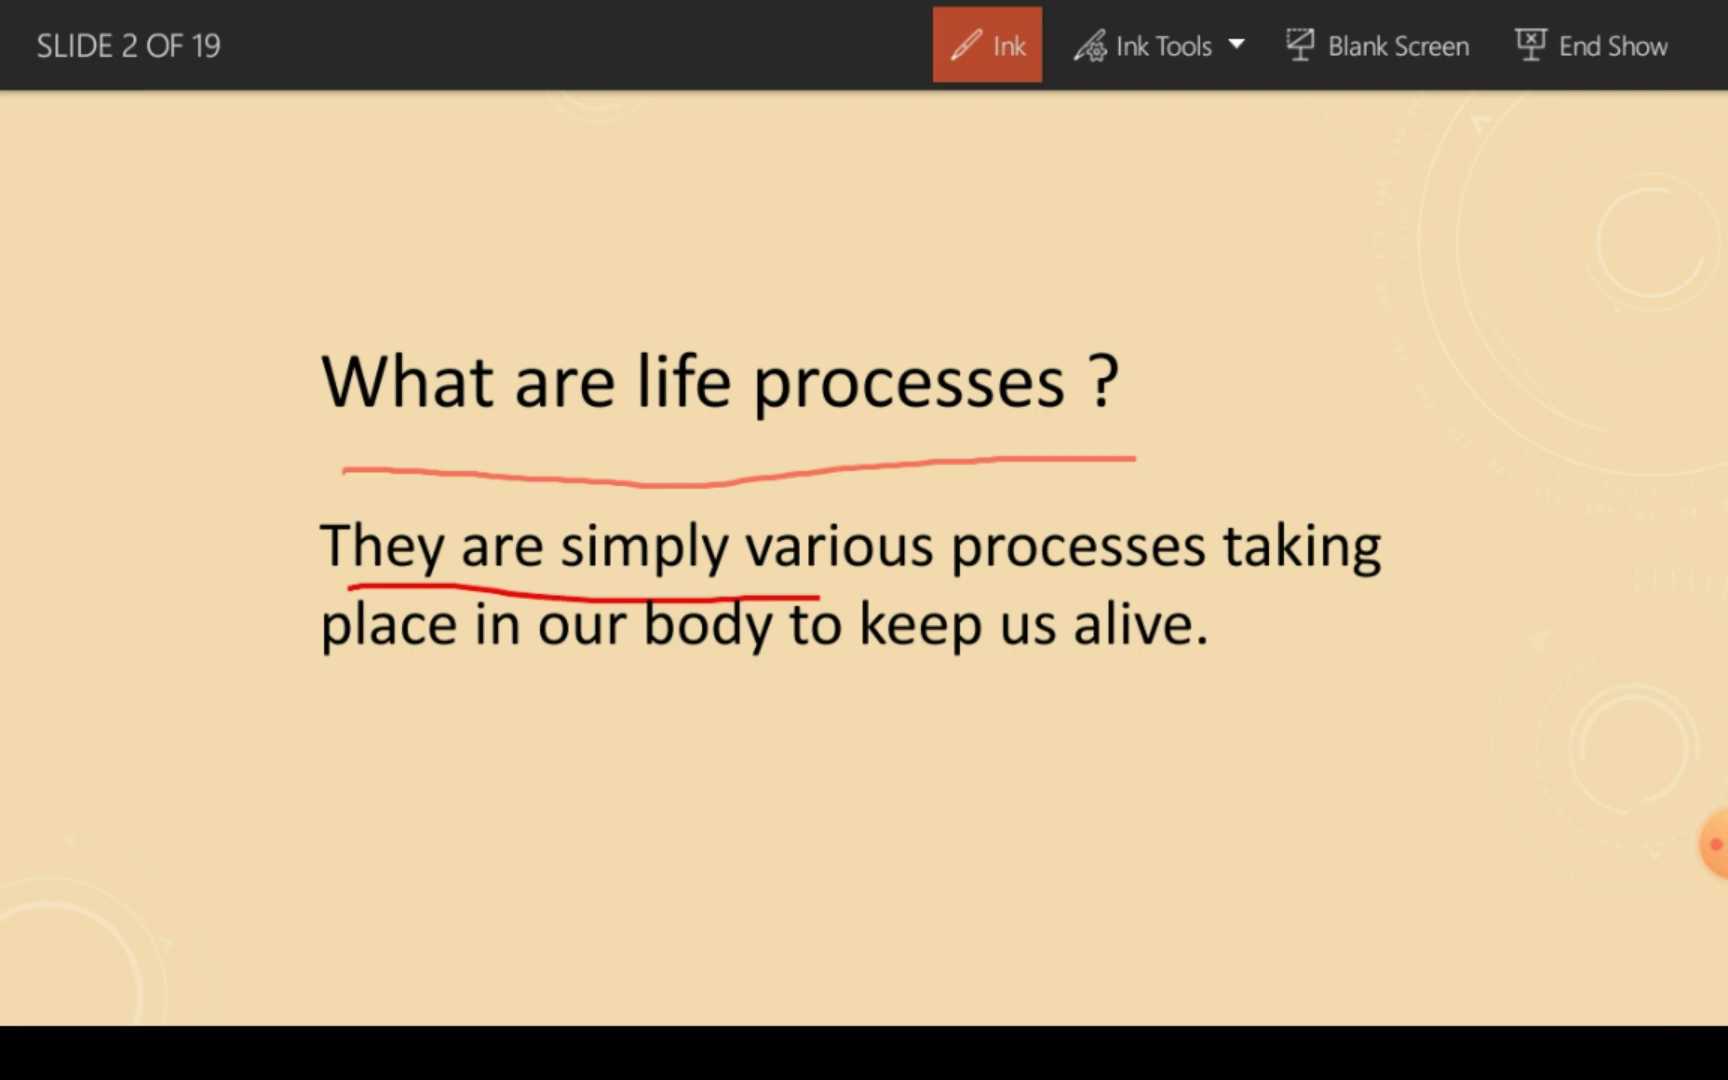 SLIDE 2 OF 19 Ink Ink Tools Blank Screen End Show
What are life processes ?
They are simply various processes taking
place in our body to keep us alive.